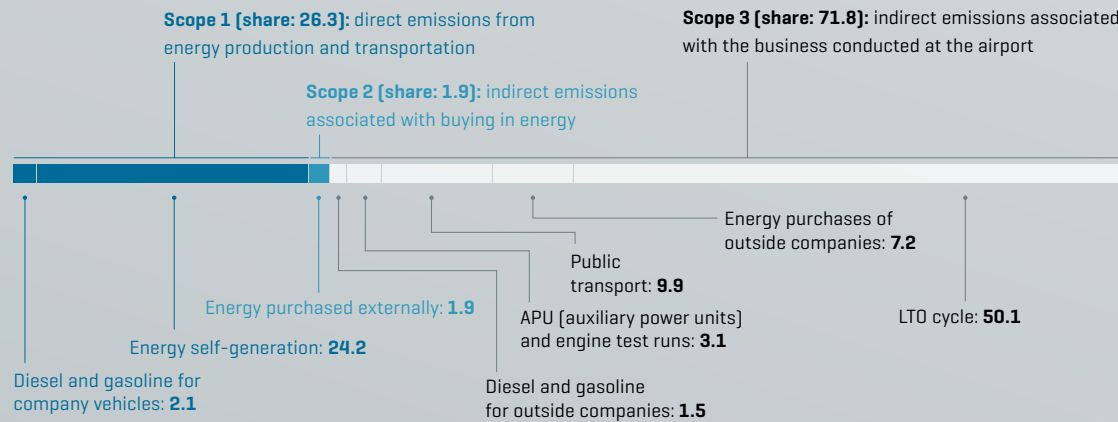 Scope 1 (share: 26.3): direct emissions from
energy production and transportation
Scope 3 (share: 71.8): indirect emissions associated
with the business conducted at the airport
Scope 2 (share: 1.9): indirect emissions
associated with buying in energy
Energy purchases of
outside companies: 7.2
Public
transport: 9.9
Energy purchased externally: 1.9
APU (auxiliary power units)
and engine test runs: 3.1
LTO cycle: 50.1
Energy self-generation: 24.2
Diesel and gasoline for
company vehicles: 2.1
Diesel and gasoline
for outside companies: 1.5